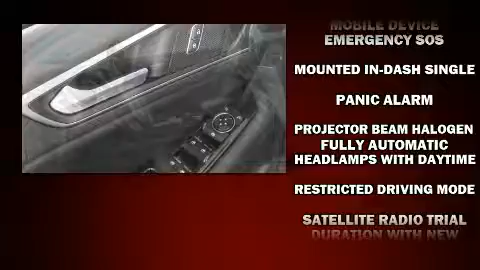 MOBILE DEVICE
EMERGENCY SOS
MOUNTED IN-DASH SINGLE
PANIC ALARM
PROJECTOR BEAM HALOGEN
FULLY AUTOMATIC
HEADLAMPS WITH DAYTIME
RESTRICTED DRIVING MODE
SATELLITE RADIO TRIAL
DURATION WITH NEW